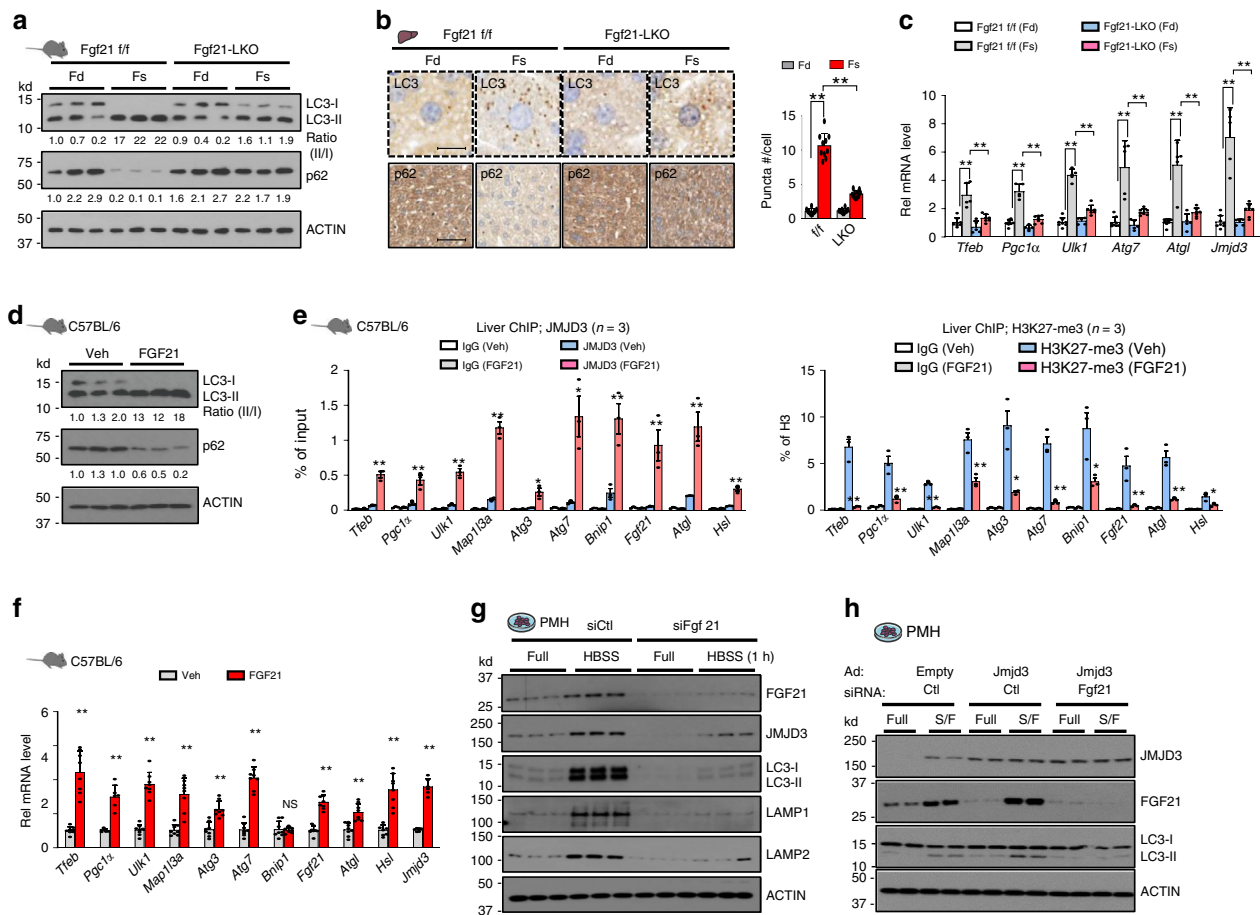 a
Fgf21 f/f Fgf21-LKO
Fd Fs Fd Fs
kd
15
10
LC3-I
LC3-II
1.0 0.7 0.2 17 22 22 0.9 0.4 0.2 1.6 1.1 1.9
Ratio
(II/I)
75
50
p62
1.0 2.2 2.9 0.2 0.1 0.1 1.6 2.1 2.7 2.2 1.7 1.9
50
37
ACTIN
b
Fgf21 f/f Fgf21-LKO
Fd Fs Fd Fs
LC3 LC3 LC3 LC3
p62 p62 p62 p62
Fd Fs
**
**
Puncta #/cell
15
10
5
0
f/f LKO
c
Fgf21 f/f (Fd) Fgf21-LKO (Fd)
Fgf21 f/f (Fs) Fgf21-LKO (Fs)
Rel mRNA level
10
8
6
4
2
0
** ** ** ** ** **
** ** ** ** ** **
Tfeb Pgc1α Ulk1 Atg7 Atgl Jmjd3
d
C57BL/6
Veh FGF21
kd
15
10
LC3-I
LC3-II
1.0 1.3 2.0 13 12 18
Ratio (II/I)
75
50
p62
1.0 1.3 1.0 0.6 0.5 0.2
50
37
ACTIN
e
C57BL/6
Liver ChIP; JMJD3 (n = 3)
IgG (Veh) JMJD3 (Veh)
IgG (FGF21) JMJD3 (FGF21)
% of input
2
1.5
1
0.5
0
** ** ** ** * * ** ** ** **
Tfeb Pgc1α Ulk1 Map1l3a Atg3 Atg7 Bnip1 Fgf21 Atgl Hsl
Liver ChIP; H3K27-me3 (n = 3)
IgG (Veh) H3K27-me3 (Veh)
IgG (FGF21) H3K27-me3 (FGF21)
% of H3
15
10
5
0
** ** ** ** * ** * ** ** *
Tfeb Pgc1α Ulk1 Map1l3a Atg3 Atg7 Bnip1 Fgf21 Atgl Hsl
f
C57BL/6
Veh FGF21
Rel mRNA level
6
4
2
0
** ** ** ** ** ** NS ** ** ** **
Tfeb Pgc1α Ulk1 Map1l3a Atg3 Atg7 Bnip1 Fgf21 Atgl Hsl Jmjd3
g
PMH siCtl siFgf 21
Full HBSS Full HBSS (1 h)
kd
37
25
FGF21
250
150
JMJD3
15
10
LC3-I
LC3-II
150
100
LAMP1
150
100
LAMP2
50
37
ACTIN
h
PMH
Ad: Empty Jmjd3 Jmjd3
siRNA: Ctl Ctl Fgf21
kd Full S/F Full S/F Full S/F
250
150
JMJD3
37
25
FGF21
20
15
10
LC3-I
LC3-II
50
37
ACTIN